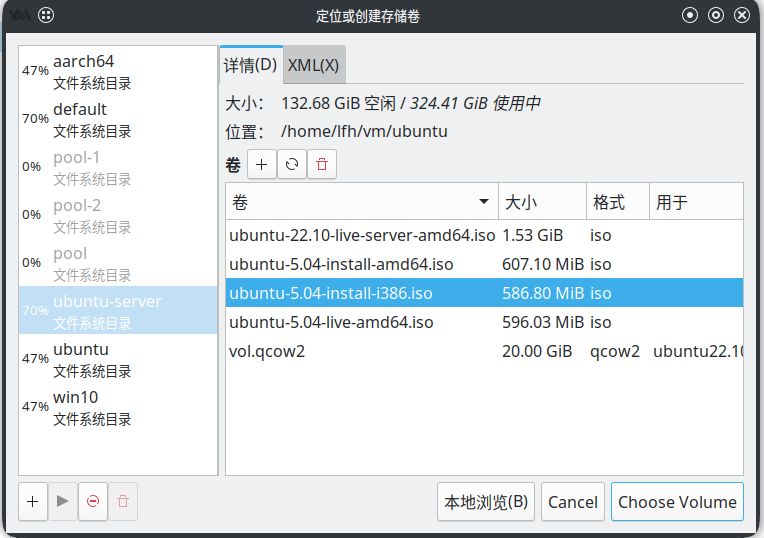 定位或创建存储卷
47% aarch64
文件系统目录
70% default
文件系统目录
0% pool-1
文件系统目录
0% pool-2
文件系统目录
0% pool
文件系统目录
70% ubuntu-server
文件系统目录
47% ubuntu
文件系统目录
47% win10
文件系统目录
详情(D) XML(X)
大小： 132.68 GiB 空闲 / 324.41 GiB 使用中
位置： /home/lfh/vm/ubuntu
卷
卷 大小 格式 用于
ubuntu-22.10-live-server-amd64.iso 1.53 GiB iso
ubuntu-5.04-install-amd64.iso 607.10 MiB iso
ubuntu-5.04-install-i386.iso 586.80 MiB iso
ubuntu-5.04-live-amd64.iso 596.03 MiB iso
vol.qcow2 20.00 GiB qcow2 ubuntu22.10
本地浏览(B) Cancel Choose Volume